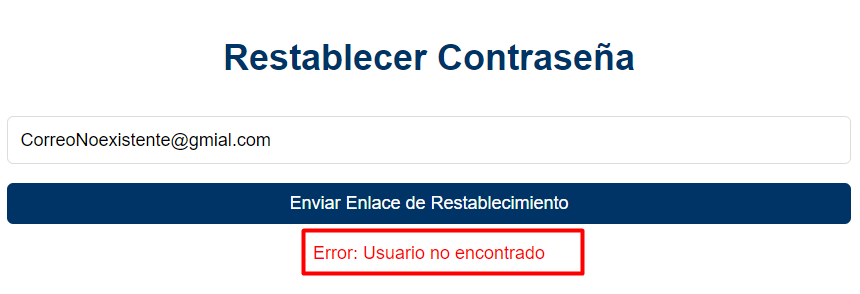 Restablecer Contraseña
CorreoNoexistente@gmial.com
Enviar Enlace de Restablecimiento
Error: Usuario no encontrado